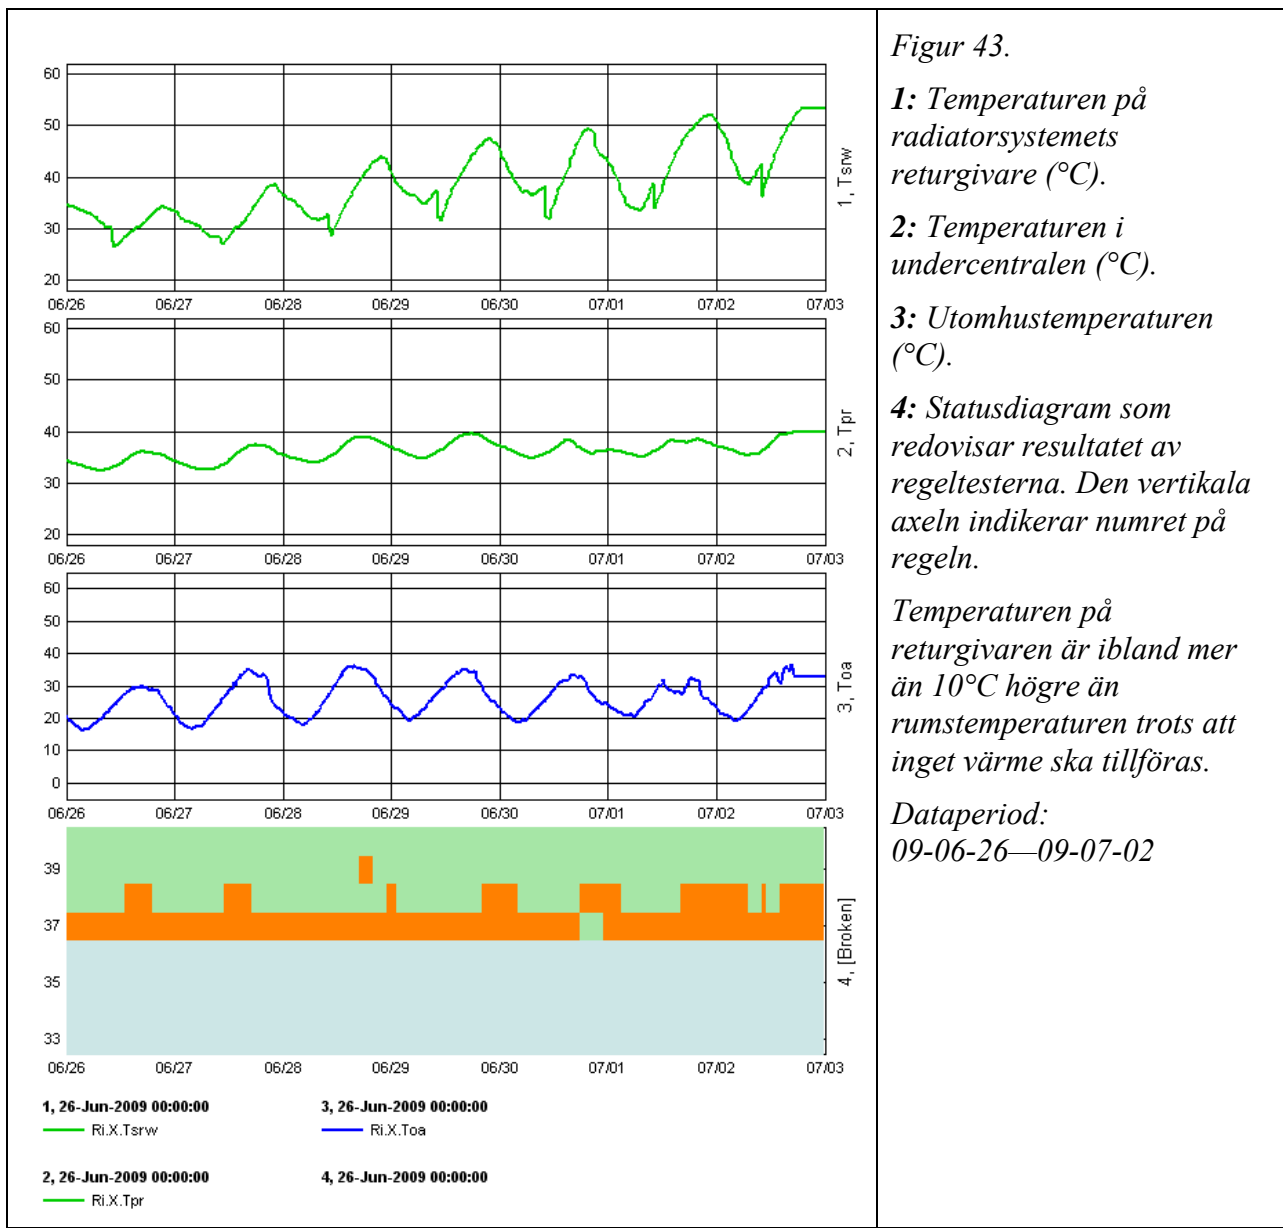 60
50
40
30
20
1, Tsrw
06/26 06/27 06/28 06/29 06/30 07/01 07/02 07/03
60
50
40
30
20
2, Tpr
06/26 06/27 06/28 06/29 06/30 07/01 07/02 07/03
60
50
40
30
20
10
0
3, Toa
06/26 06/27 06/28 06/29 06/30 07/01 07/02 07/03
39
37
35
33
4, [Broken]
06/26 06/27 06/28 06/29 06/30 07/01 07/02 07/03
1, 26-Jun-2009 00:00:00
Ri.X.Tsrw
3, 26-Jun-2009 00:00:00
Ri.X.Toa
2, 26-Jun-2009 00:00:00
Ri.X.Tpr
4, 26-Jun-2009 00:00:00
Figur 43.
1: Temperaturen på
radiatorsystemets
returgivare (°C).
2: Temperaturen i
undercentralen (°C).
3: Utomhustemperaturen
(°C).
4: Statusdiagram som
redovisar resultatet av
regeltesterna. Den vertikala
axeln indikerar numret på
regeln.
Temperaturen på
returgivaren är ibland mer
än 10°C högre än
rumstemperaturen trots att
inget värme ska tillföras.
Dataperiod:
09-06-26—09-07-02